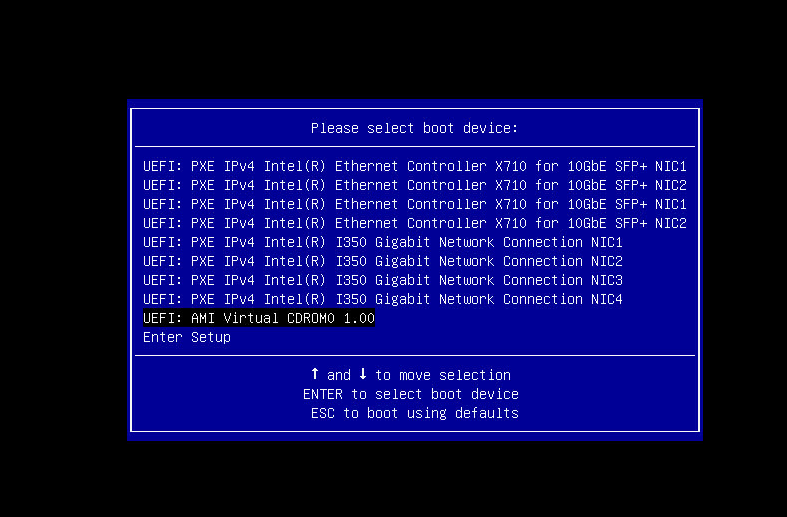 Please select boot device:
UEFI: PXE IPv4 Intel(R) Ethernet Controller X710 for 10GbE SFP+ NIC1
UEFI: PXE IPv4 Intel(R) Ethernet Controller X710 for 10GbE SFP+ NIC2
UEFI: PXE IPv4 Intel(R) Ethernet Controller X710 for 10GbE SFP+ NIC1
UEFI: PXE IPv4 Intel(R) Ethernet Controller X710 for 10GbE SFP+ NIC2
UEFI: PXE IPv4 Intel(R) I350 Gigabit Network Connection NIC1
UEFI: PXE IPv4 Intel(R) I350 Gigabit Network Connection NIC2
UEFI: PXE IPv4 Intel(R) I350 Gigabit Network Connection NIC3
UEFI: PXE IPv4 Intel(R) I350 Gigabit Network Connection NIC4
UEFI: AMI Virtual CDROM0 1.00
Enter Setup
↑ and ↓ to move selection
ENTER to select boot device
ESC to boot using defaults